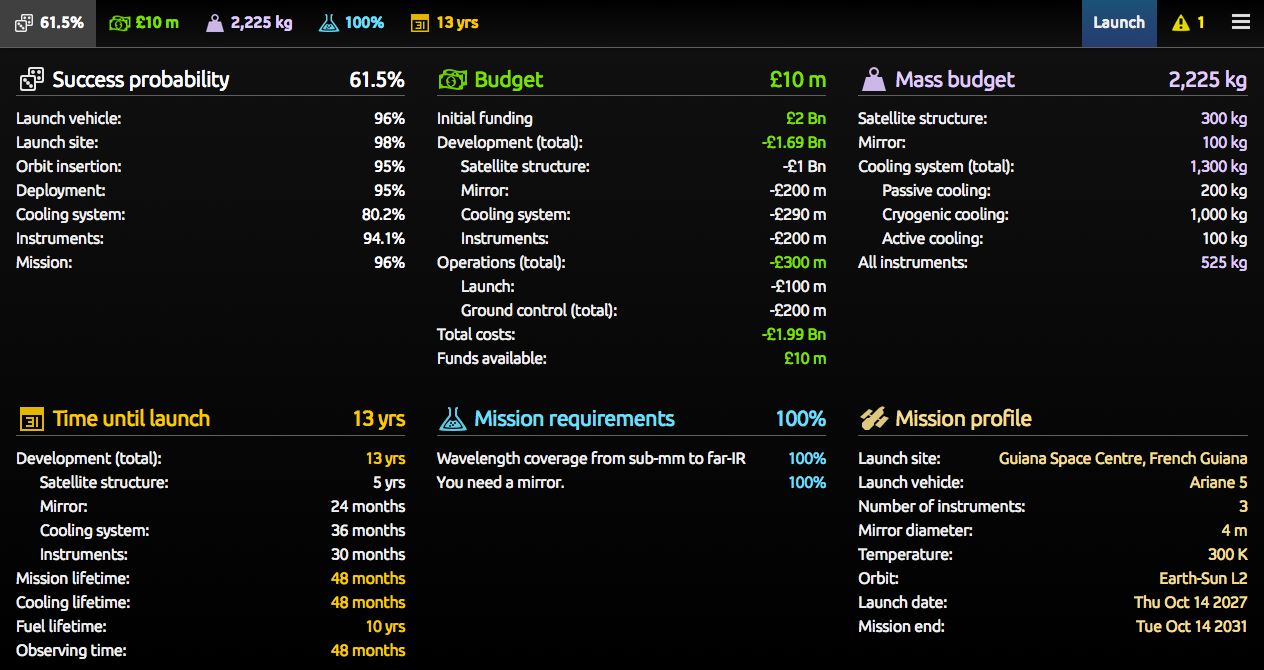 61.5% £10 m 2,225 kg 100% 13 yrs Launch 1
Success probability 61.5%
Launch vehicle: 96%
Launch site: 98%
Orbit insertion: 95%
Deployment: 95%
Cooling system: 80.2%
Instruments: 94.1%
Mission: 96%
Budget £10 m
Initial funding £2 Bn
Development (total): -£1.69 Bn
Satellite structure: -£1 Bn
Mirror: -£200 m
Cooling system: -£290 m
Instruments: -£200 m
Operations (total): -£300 m
Launch: -£100 m
Ground control (total): -£200 m
Total costs: -£1.99 Bn
Funds available: £10 m
Mass budget 2,225 kg
Satellite structure: 300 kg
Mirror: 100 kg
Cooling system (total): 1,300 kg
Passive cooling: 200 kg
Cryogenic cooling: 1,000 kg
Active cooling: 100 kg
All instruments: 525 kg
31 Time until launch 13 yrs
Development (total): 13 yrs
Satellite structure: 5 yrs
Mirror: 24 months
Cooling system: 36 months
Instruments: 30 months
Mission lifetime: 48 months
Cooling lifetime: 48 months
Fuel lifetime: 10 yrs
Observing time: 48 months
Mission requirements 100%
Wavelength coverage from sub-mm to far-IR 100%
You need a mirror. 100%
Mission profile
Launch site: Guiana Space Centre, French Guiana
Launch vehicle: Ariane 5
Number of instruments: 3
Mirror diameter: 4 m
Temperature: 300 K
Orbit: Earth-Sun L2
Launch date: Thu Oct 14 2027
Mission end: Tue Oct 14 2031